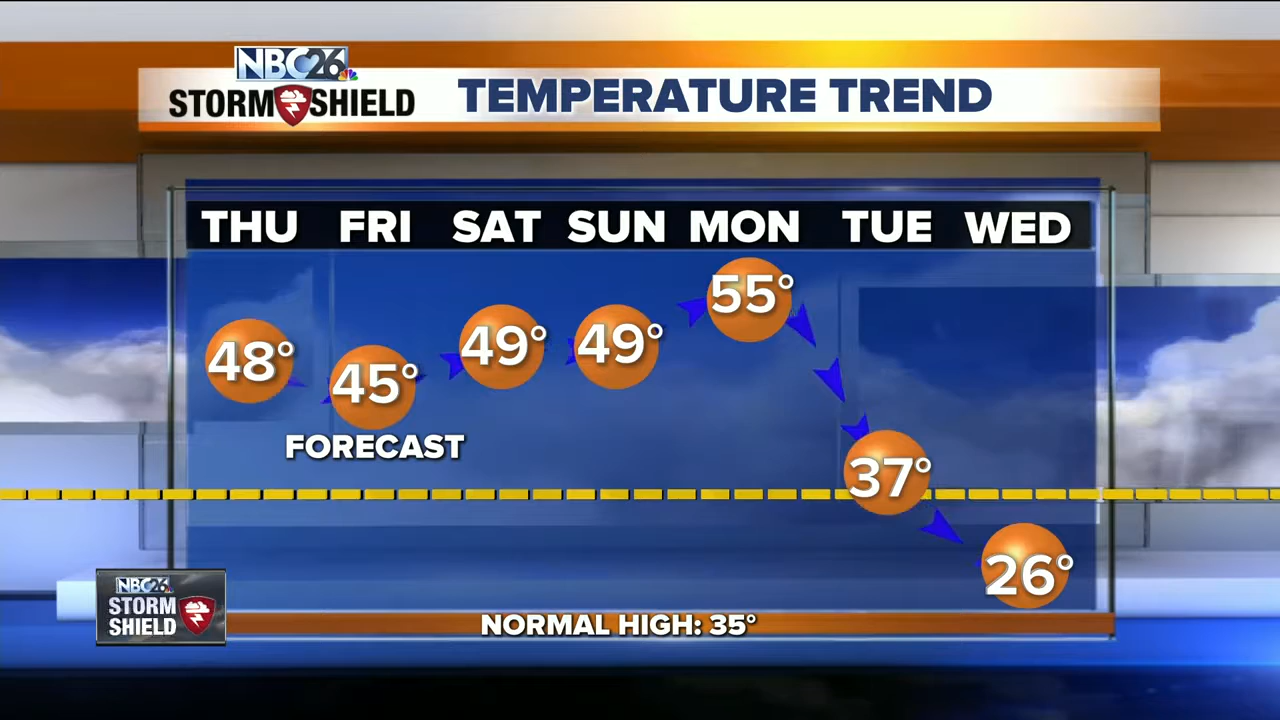 NBC26
STORM SHIELD
TEMPERATURE TREND
THU FRI SAT SUN MON TUE WED
48° 45° 49° 49° 55° 37° 26°
FORECAST
NBC26
STORM
SHIELD
NORMAL HIGH: 35°